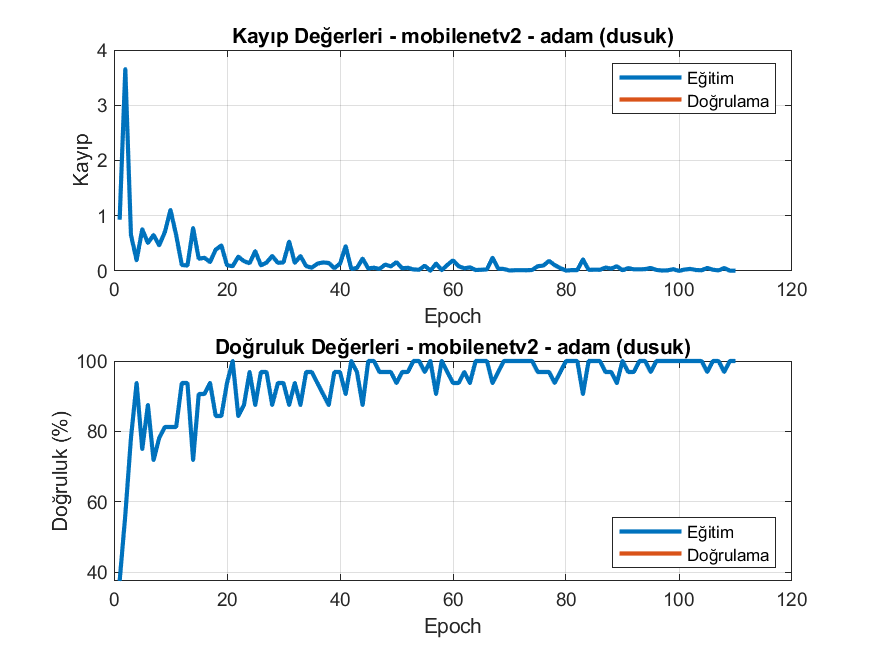 Kayıp Değerleri - mobilenetv2 - adam (dusuk)
4
3
2
1
0
Kayıp
Eğitim
Doğrulama
0 20 40 60 80 100 120
Epoch
Doğruluk Değerleri - mobilenetv2 - adam (dusuk)
100
80
60
40
Doğruluk (%)
Eğitim
Doğrulama
0 20 40 60 80 100 120
Epoch